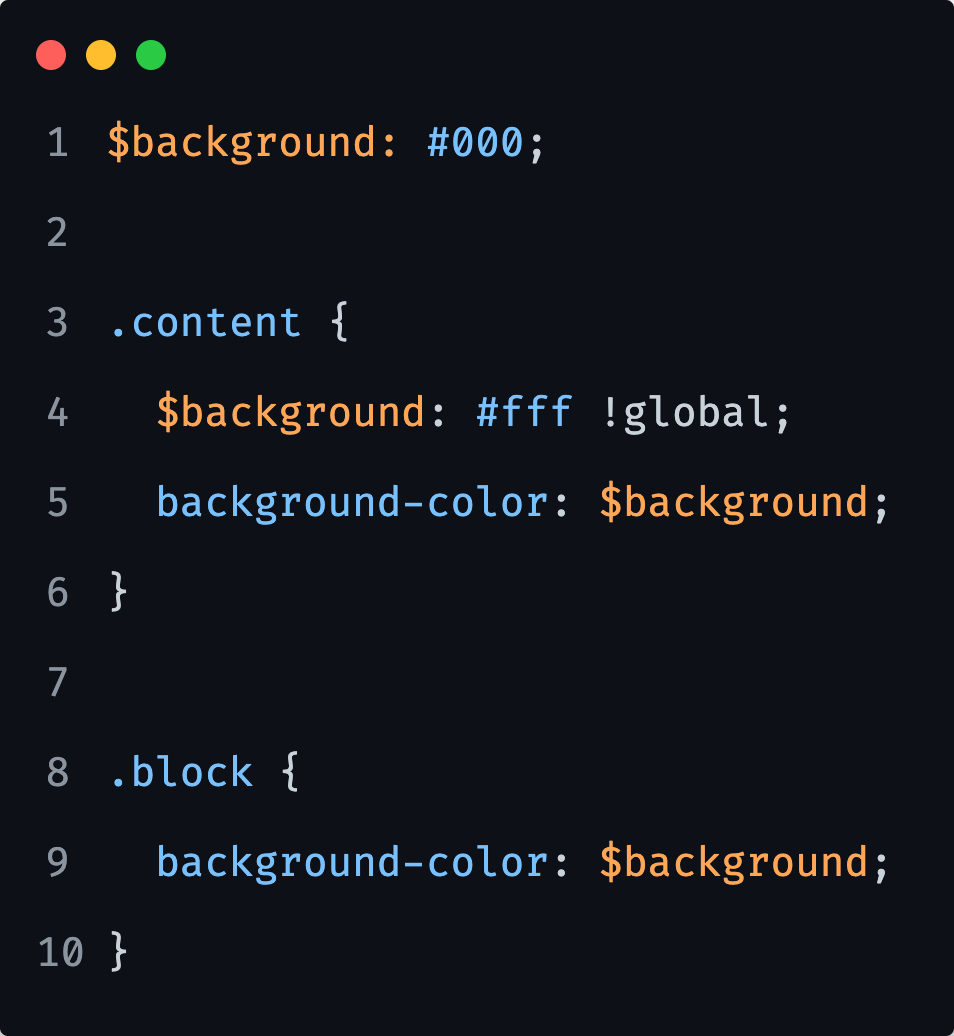 1 $background: #000;
2
3 .content {
4   $background: #fff !global;
5   background-color: $background;
6 }
7
8 .block {
9   background-color: $background;
10 }